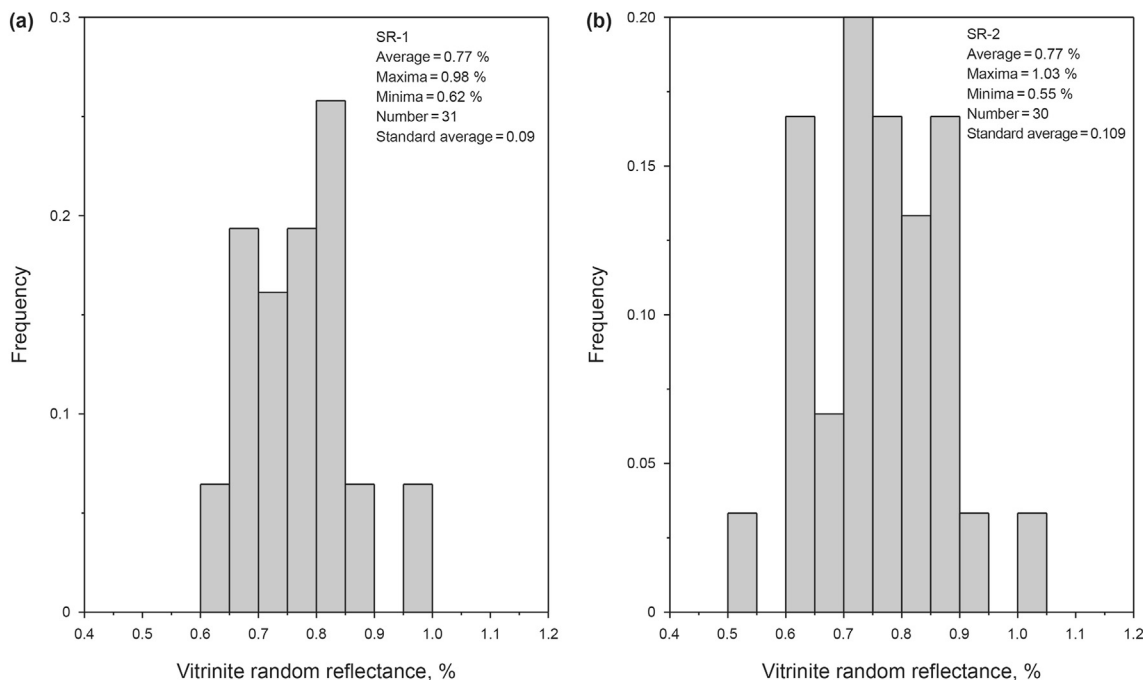 (a)
0.3
SR-1
Average = 0.77 %
Maxima = 0.98 %
Minima = 0.62 %
Number = 31
Standard average = 0.09
0.2
Frequency
0.1
0
0.4 0.5 0.6 0.7 0.8 0.9 1.0 1.1 1.2
Vitrinite random reflectance, %
(b)
0.20
SR-2
Average = 0.77 %
Maxima = 1.03 %
Minima = 0.55 %
Number = 30
Standard average = 0.109
0.15
0.10
Frequency
0.05
0
0.4 0.5 0.6 0.7 0.8 0.9 1.0 1.1 1.2
Vitrinite random reflectance, %